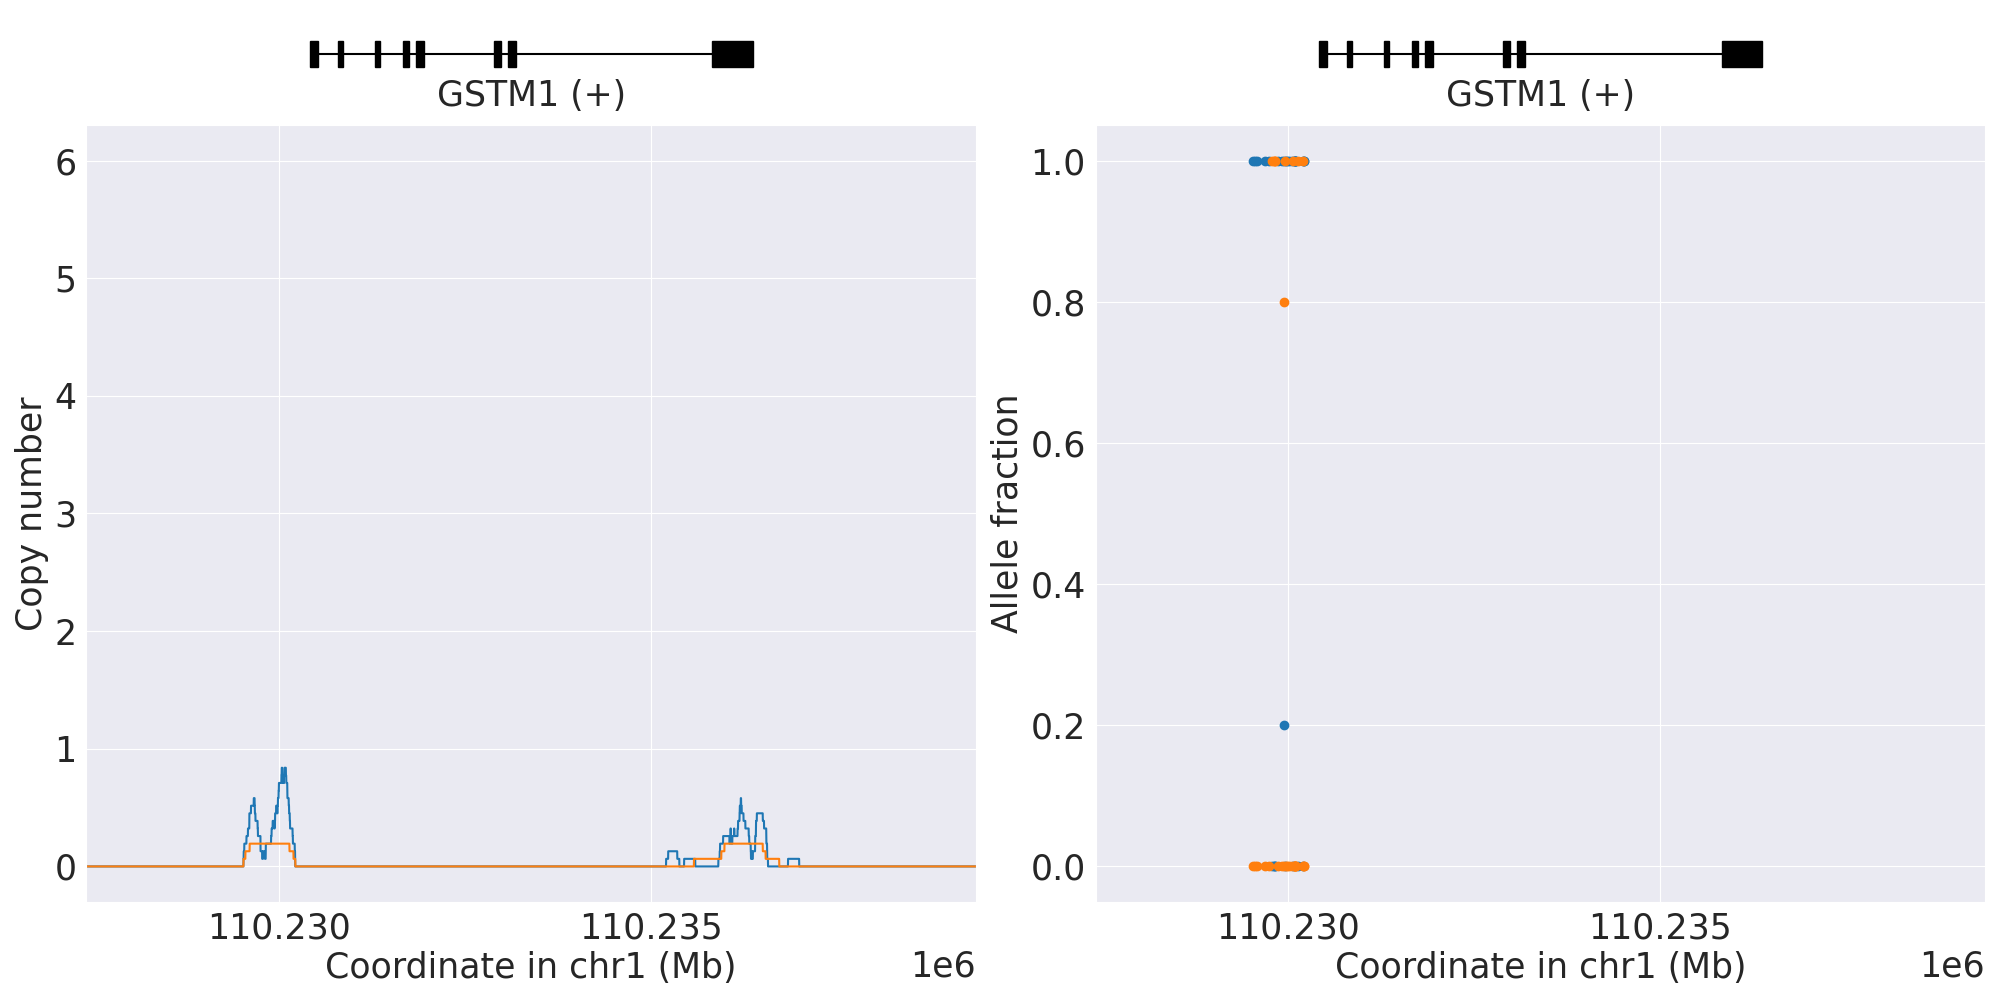 GSTM1 (+)
6
5
4
3
2
1
0
Copy number
110.230
110.235
Coordinate in chr1 (Mb)
1e6
GSTM1 (+)
1.0
0.8
0.6
0.4
0.2
0.0
Allele fraction
110.230
110.235
Coordinate in chr1 (Mb)
1e6